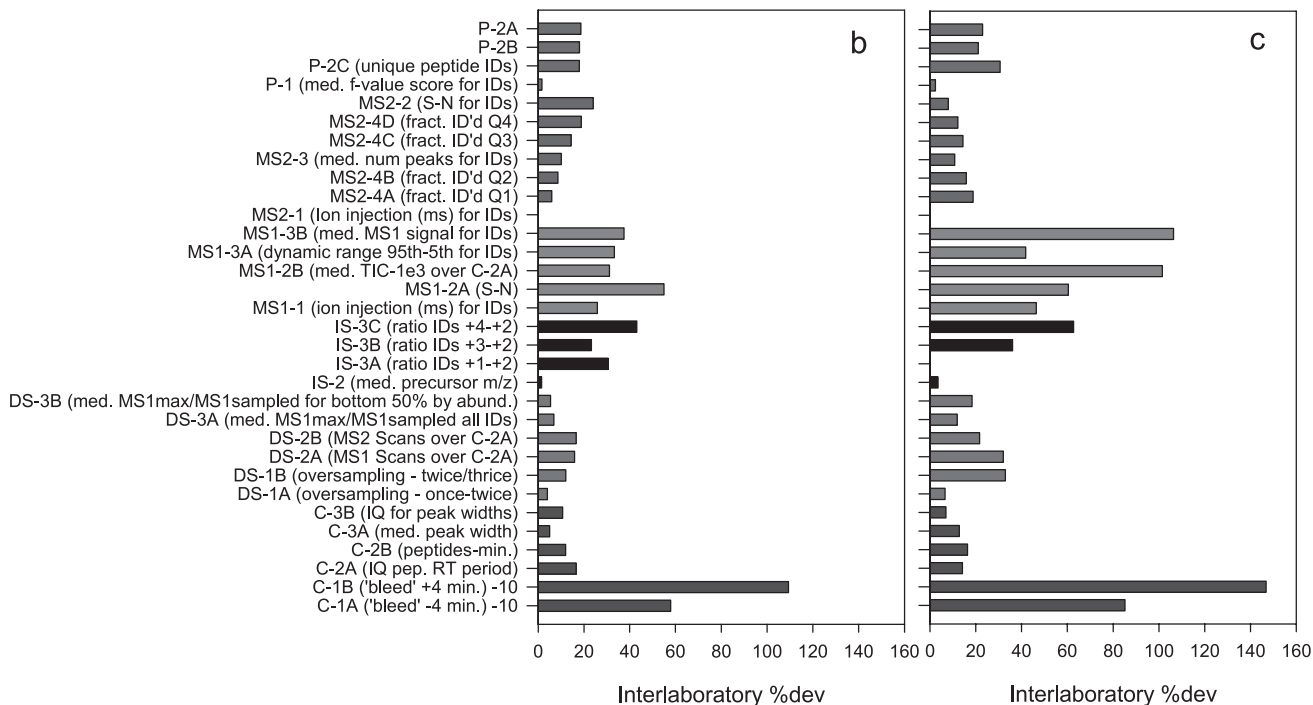 b
c
P-2A
P-2B
P-2C (unique peptide IDs)
P-1 (med. f-value score for IDs)
MS2-2 (S-N for IDs)
MS2-4D (fract. ID'd Q4)
MS2-4C (fract. ID'd Q3)
MS2-3 (med. num peaks for IDs)
MS2-4B (fract. ID'd Q2)
MS2-4A (fract. ID'd Q1)
MS2-1 (Ion injection (ms) for IDs)
MS1-3B (med. MS1 signal for IDs)
MS1-3A (dynamic range 95th-5th for IDs)
MS1-2B (med. TIC-1e3 over C-2A)
MS1-2A (S-N)
MS1-1 (ion injection (ms) for IDs)
IS-3C (ratio IDs +4-+2)
IS-3B (ratio IDs +3-+2)
IS-3A (ratio IDs +1-+2)
IS-2 (med. precursor m/z)
DS-3B (med. MS1max/MS1sampled for bottom 50% by abund.)
DS-3A (med. MS1max/MS1sampled all IDs)
DS-2B (MS2 Scans over C-2A)
DS-2A (MS1 Scans over C-2A)
DS-1B (oversampling - twice/thrice)
DS-1A (oversampling - once-twice)
C-3B (IQ for peak widths)
C-3A (med. peak width)
C-2B (peptides-min.)
C-2A (IQ pep. RT period)
C-1B ('bleed' +4 min.) -10
C-1A ('bleed' -4 min.) -10
0 20 40 60 80 100 120 140 160
0 20 40 60 80 100 120 140 160
Interlaboratory %dev
Interlaboratory %dev